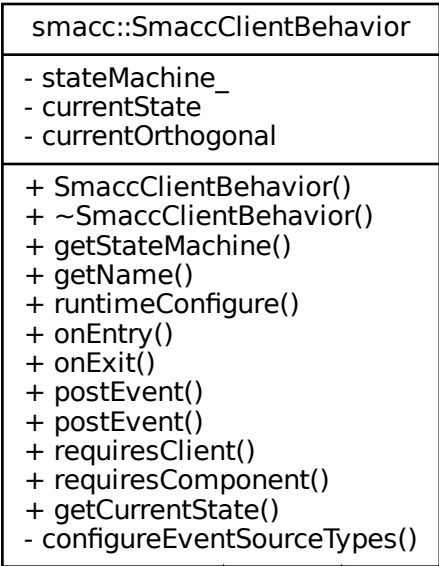 smacc::SmaccClientBehavior
- stateMachine_
- currentState
- currentOrthogonal
+ SmaccClientBehavior()
+ ~SmaccClientBehavior()
+ getStateMachine()
+ getName()
+ runtimeConfigure()
+ onEntry()
+ onExit()
+ postEvent()
+ postEvent()
+ requiresClient()
+ requiresComponent()
+ getCurrentState()
- configureEventSourceTypes()